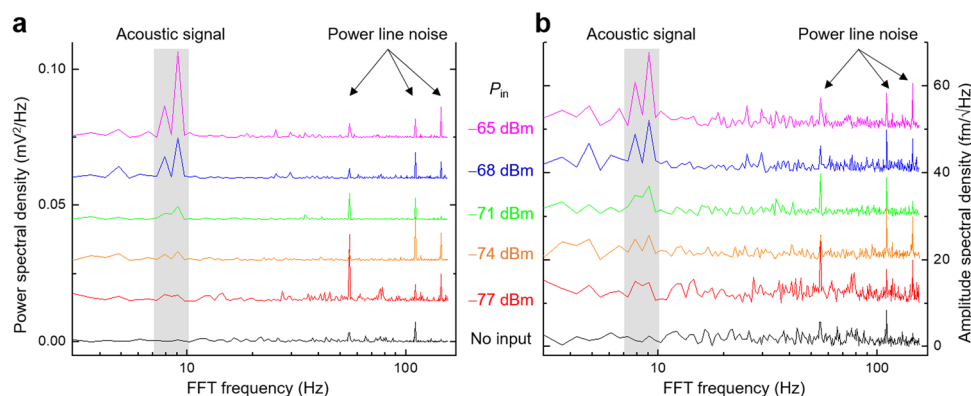 a
b
Acoustic signal
Power line noise
Acoustic signal
Power line noise
Power spectral density (mV²/Hz)
0.10
0.05
0.00
10
100
FFT frequency (Hz)
Pin
−65 dBm
−68 dBm
−71 dBm
−74 dBm
−77 dBm
No input
10
100
FFT frequency (Hz)
60
40
20
0
Amplitude spectral density (fm/√Hz)